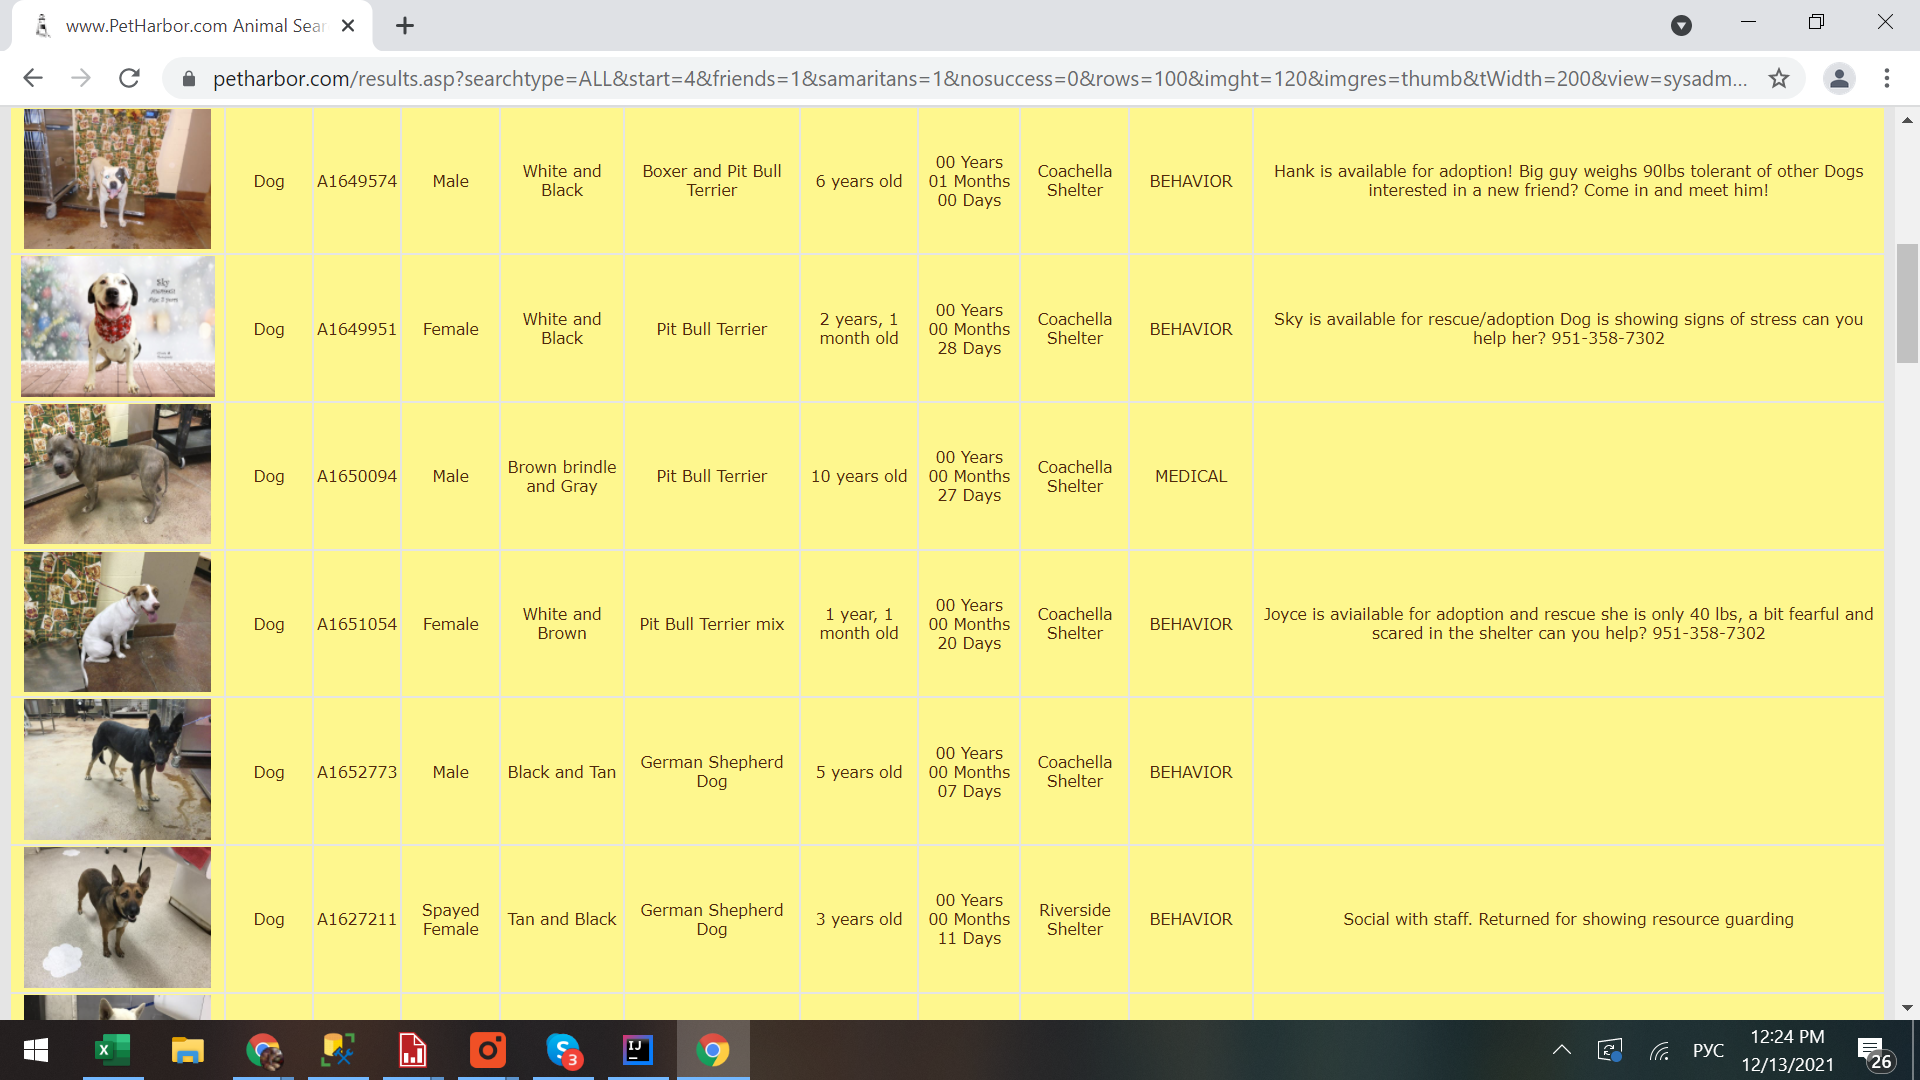 www.PetHarbor.com Animal Sear
petharbor.com/results.asp?searchtype=ALL&start=4&friends=1&samaritans=1&nosuccess=0&rows=100&imght=120&imgres=thumb&tWidth=200&view=sysadm...
Dog
A1649574
Male
White and
Black
Boxer and Pit Bull
Terrier
6 years old
00 Years
01 Months
00 Days
Coachella
Shelter
BEHAVIOR
Hank is available for adoption! Big guy weighs 90lbs tolerant of other Dogs
interested in a new friend? Come in and meet him!
Sky
Dog
A1649951
Female
White and
Black
Pit Bull Terrier
2 years, 1
month old
00 Years
00 Months
28 Days
Coachella
Shelter
BEHAVIOR
Sky is available for rescue/adoption Dog is showing signs of stress can you
help her? 951-358-7302
Dog
A1650094
Male
Brown brindle
and Gray
Pit Bull Terrier
10 years old
00 Years
00 Months
27 Days
Coachella
Shelter
MEDICAL
Dog
A1651054
Female
White and
Brown
Pit Bull Terrier mix
1 year, 1
month old
00 Years
00 Months
20 Days
Coachella
Shelter
BEHAVIOR
Joyce is aviailable for adoption and rescue she is only 40 lbs, a bit fearful and
scared in the shelter can you help? 951-358-7302
Dog
A1652773
Male
Black and Tan
German Shepherd
Dog
5 years old
00 Years
00 Months
07 Days
Coachella
Shelter
BEHAVIOR
Dog
A1627211
Spayed
Female
Tan and Black
German Shepherd
Dog
3 years old
00 Years
00 Months
11 Days
Riverside
Shelter
BEHAVIOR
Social with staff. Returned for showing resource guarding
3
IJ
РУС
12:24 PM
12/13/2021
26